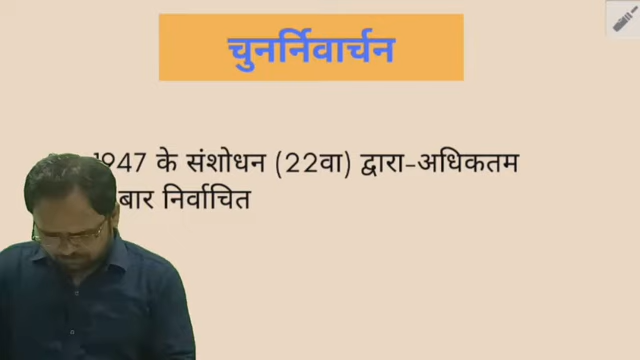 चुनर्निवार्चन
1947 के संशोधन (22वा) द्वारा-अधिकतम
बार निर्वाचित